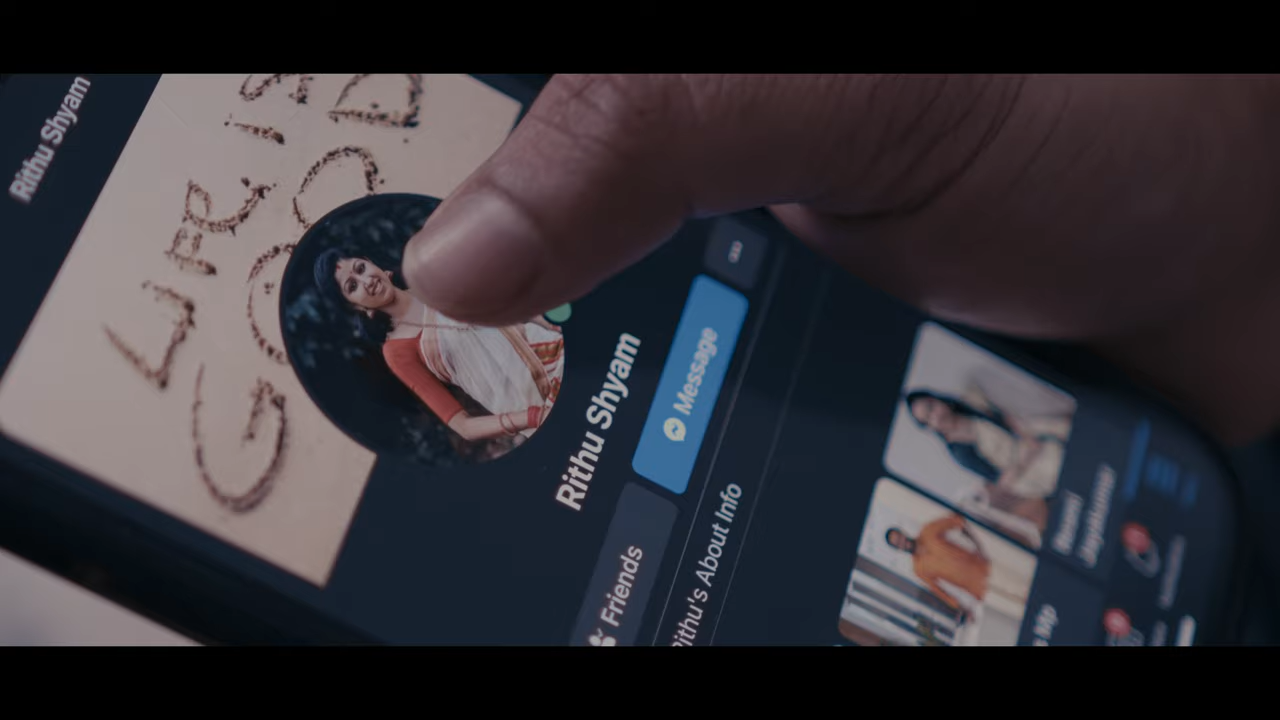 Rithu Shyam
LIFE IS
GOOD
Rithu Shyam
Message
Friends
Rithu's About Info